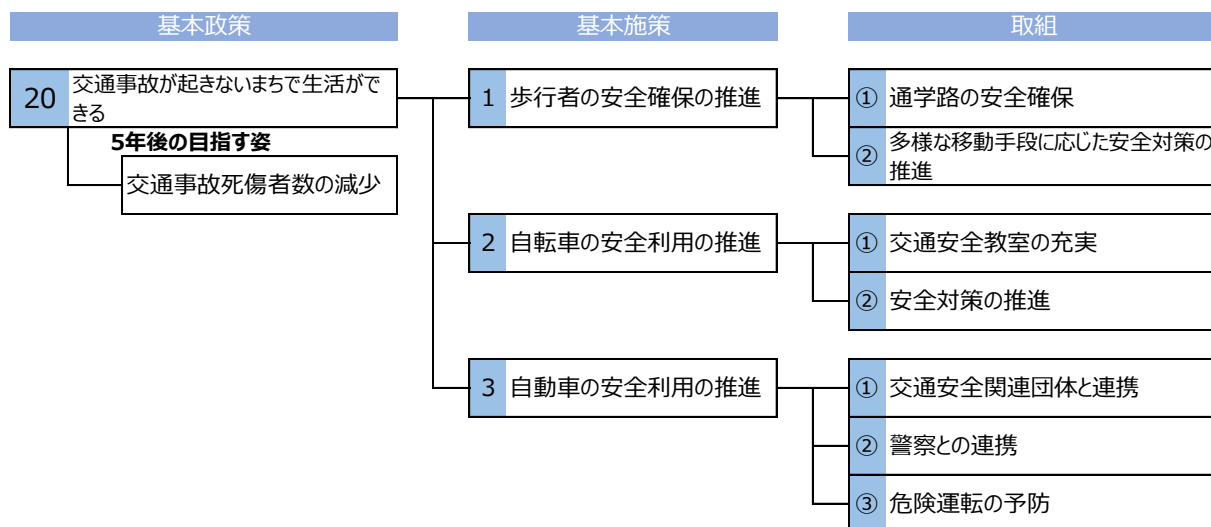 基本政策
基本施策
取組
20
交通事故が起きないまちで生活がで
きる
5年後の目指す姿
交通事故死傷者数の減少
1 歩行者の安全確保の推進
① 通学路の安全確保
② 多様な移動手段に応じた安全対策の
推進
2 自転車の安全利用の推進
① 交通安全教室の充実
② 安全対策の推進
3 自動車の安全利用の推進
① 交通安全関連団体と連携
② 警察との連携
③ 危険運転の予防